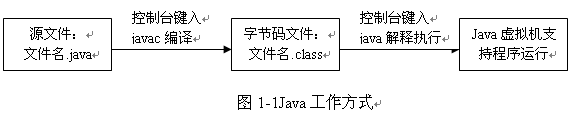 源文件：
文件名.java
控制台键入
javac 编译
字节码文件：
文件名.class
控制台键入
java 解释执行
Java 虚拟机支
持程序运行
图 1-1Java 工作方式